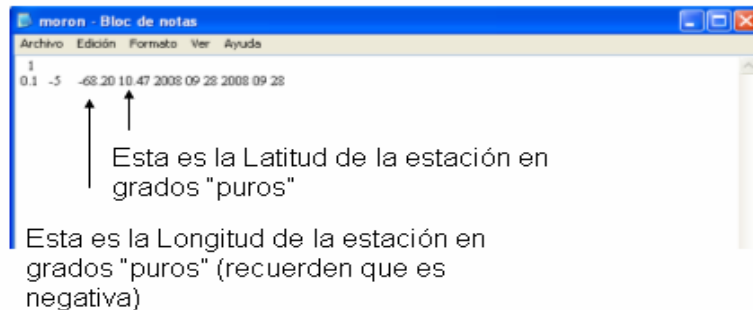 moron - Bloc de notas
Archivo Edición Formato Ver Ayuda
1
0.1 -5 -68.20 10.47 2008 09 28 2008 09 28
Esta es la Latitud de la estación en
grados "puros"
Esta es la Longitud de la estación en
grados "puros" (recuerden que es
negativa)